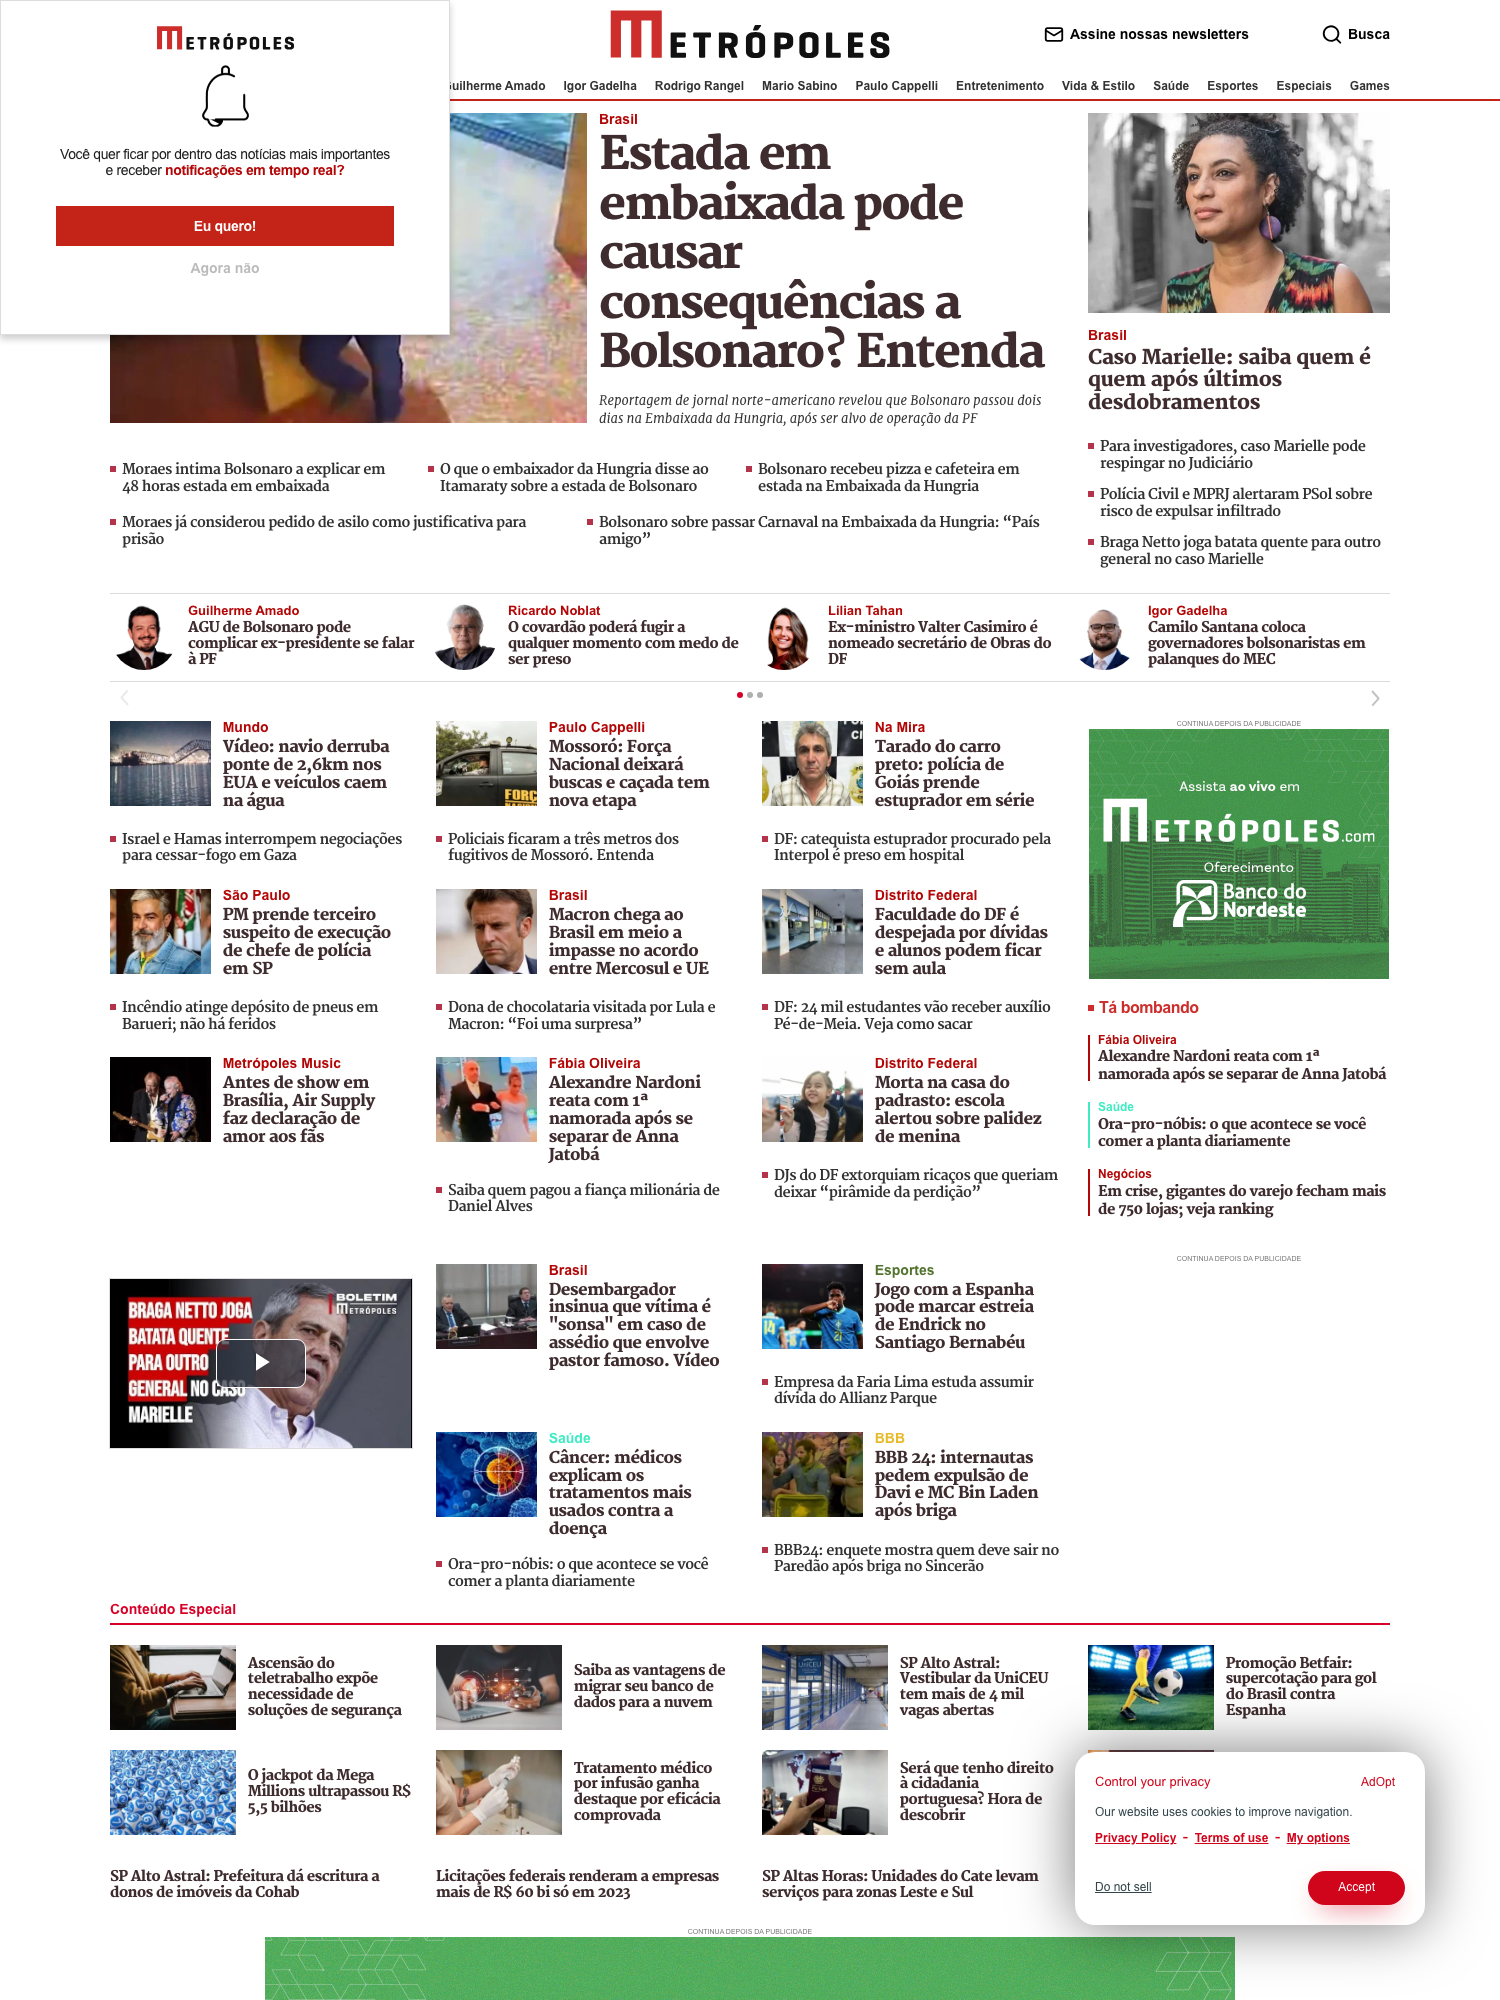 METRÓPOLES
Você quer ficar por dentro das notícias mais importantes
e receber notificações em tempo real?
Eu quero!
Agora não
METRÓPOLES
Assine nossas newsletters
Busca
Guilherme Amado Igor Gadelha Rodrigo Rangel Mario Sabino Paulo Cappelli Entretenimento Vida & Estilo Saúde Esportes Especiais Games
Brasil
Estada em
embaixada pode
causar
consequências a
Bolsonaro? Entenda
Reportagem de jornal norte-americano revelou que Bolsonaro passou dois
dias na Embaixada da Hungria, após ser alvo de operação da PF
Brasil
Caso Marielle: saiba quem é
quem após últimos
desdobramentos
Para investigadores, caso Marielle pode
respingar no Judiciário
Polícia Civil e MPRJ alertaram PSol sobre
risco de expulsar infiltrado
Braga Netto joga batata quente para outro
general no caso Marielle
Moraes intima Bolsonaro a explicar em
48 horas estada em embaixada
O que o embaixador da Hungria disse ao
Itamaraty sobre a estada de Bolsonaro
Bolsonaro recebeu pizza e cafeteira em
estada na Embaixada da Hungria
Moraes já considerou pedido de asilo como justificativa para
prisão
Bolsonaro sobre passar Carnaval na Embaixada da Hungria: “País
amigo”
Guilherme Amado
AGU de Bolsonaro pode
complicar ex-presidente se falar
à PF
Ricardo Noblat
O covardão poderá fugir a
qualquer momento com medo de
ser preso
Lilian Tahan
Ex-ministro Valter Casimiro é
nomeado secretário de Obras do
DF
Igor Gadelha
Camilo Santana coloca
governadores bolsonaristas em
palanques do MEC
Mundo
Vídeo: navio derruba
ponte de 2,6km nos
EUA e veículos caem
na água
Israel e Hamas interrompem negociações
para cessar-fogo em Gaza
Paulo Cappelli
Mossoró: Força
Nacional deixará
buscas e caçada tem
nova etapa
FORÇ
Policiais ficaram a três metros dos
fugitivos de Mossoró. Entenda
Na Mira
Tarado do carro
preto: polícia de
Goiás prende
estuprador em série
DF: catequista estuprador procurado pela
Interpol é preso em hospital
CONTINUA DEPOIS DA PUBLICIDADE
Assista ao vivo em
METRÓPOLES.com
Oferecimento
Banco do
Nordeste
São Paulo
PM prende terceiro
suspeito de execução
de chefe de polícia
em SP
Incêndio atinge depósito de pneus em
Barueri; não há feridos
Brasil
Macron chega ao
Brasil em meio a
impasse no acordo
entre Mercosul e UE
Dona de chocolataria visitada por Lula e
Macron: “Foi uma surpresa”
Distrito Federal
Faculdade do DF é
despejada por dívidas
e alunos podem ficar
sem aula
DF: 24 mil estudantes vão receber auxílio
Pé-de-Meia. Veja como sacar
Tá bombando
Fábia Oliveira
Alexandre Nardoni reata com 1ª
namorada após se separar de Anna Jatobá
Saúde
Ora-pro-nóbis: o que acontece se você
comer a planta diariamente
Negócios
Em crise, gigantes do varejo fecham mais
de 750 lojas; veja ranking
CONTINUA DEPOIS DA PUBLICIDADE
Metrópoles Music
Antes de show em
Brasília, Air Supply
faz declaração de
amor aos fãs
Fábia Oliveira
Alexandre Nardoni
reata com 1ª
namorada após se
separar de Anna
Jatobá
Saiba quem pagou a fiança milionária de
Daniel Alves
Distrito Federal
Morta na casa do
padrasto: escola
alertou sobre palidez
de menina
DJs do DF extorquiam ricaços que queriam
deixar “pirâmide da perdição”
BRAGA NETTO JOGA
BATATA QUENTE
PARA OUTRO
GENERAL NO CASO
MARIELLE
BOLETIM
METRÓPOLES
Brasil
Desembargador
insinua que vítima é
"sonsa" em caso de
assédio que envolve
pastor famoso. Vídeo
Esportes
Jogo com a Espanha
pode marcar estreia
de Endrick no
Santiago Bernabéu
14
21
Empresa da Faria Lima estuda assumir
dívida do Allianz Parque
Saúde
Câncer: médicos
explicam os
tratamentos mais
usados contra a
doença
Ora-pro-nóbis: o que acontece se você
comer a planta diariamente
BBB
BBB 24: internautas
pedem expulsão de
Davi e MC Bin Laden
após briga
BBB24: enquete mostra quem deve sair no
Paredão após briga no Sincerão
Conteúdo Especial
Ascensão do
teletrabalho expõe
necessidade de
soluções de segurança
Saiba as vantagens de
migrar seu banco de
dados para a nuvem
UNICEU
SP Alto Astral:
Vestibular da UniCEU
tem mais de 4 mil
vagas abertas
Promoção Betfair:
supercotação para gol
do Brasil contra
Espanha
O jackpot da Mega
Millions ultrapassou R$
5,5 bilhões
Tratamento médico
por infusão ganha
destaque por eficácia
comprovada
Será que tenho direito
à cidadania
portuguesa? Hora de
descobrir
SP Alto Astral: Prefeitura dá escritura a
donos de imóveis da Cohab
Licitações federais renderam a empresas
mais de R$ 60 bi só em 2023
SP Altas Horas: Unidades do Cate levam
serviços para zonas Leste e Sul
Control your privacy
AdOpt
Our website uses cookies to improve navigation.
Privacy Policy - Terms of use - My options
Do not sell
Accept
CONTINUA DEPOIS DA PUBLICIDADE